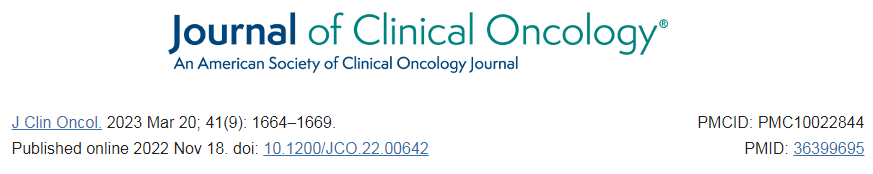 Journal of Clinical Oncology®
An American Society of Clinical Oncology Journal
J Clin Oncol. 2023 Mar 20; 41(9): 1664–1669. PMCID: PMC10022844
Published online 2022 Nov 18. doi: 10.1200/JCO.22.00642 PMID: 36399695